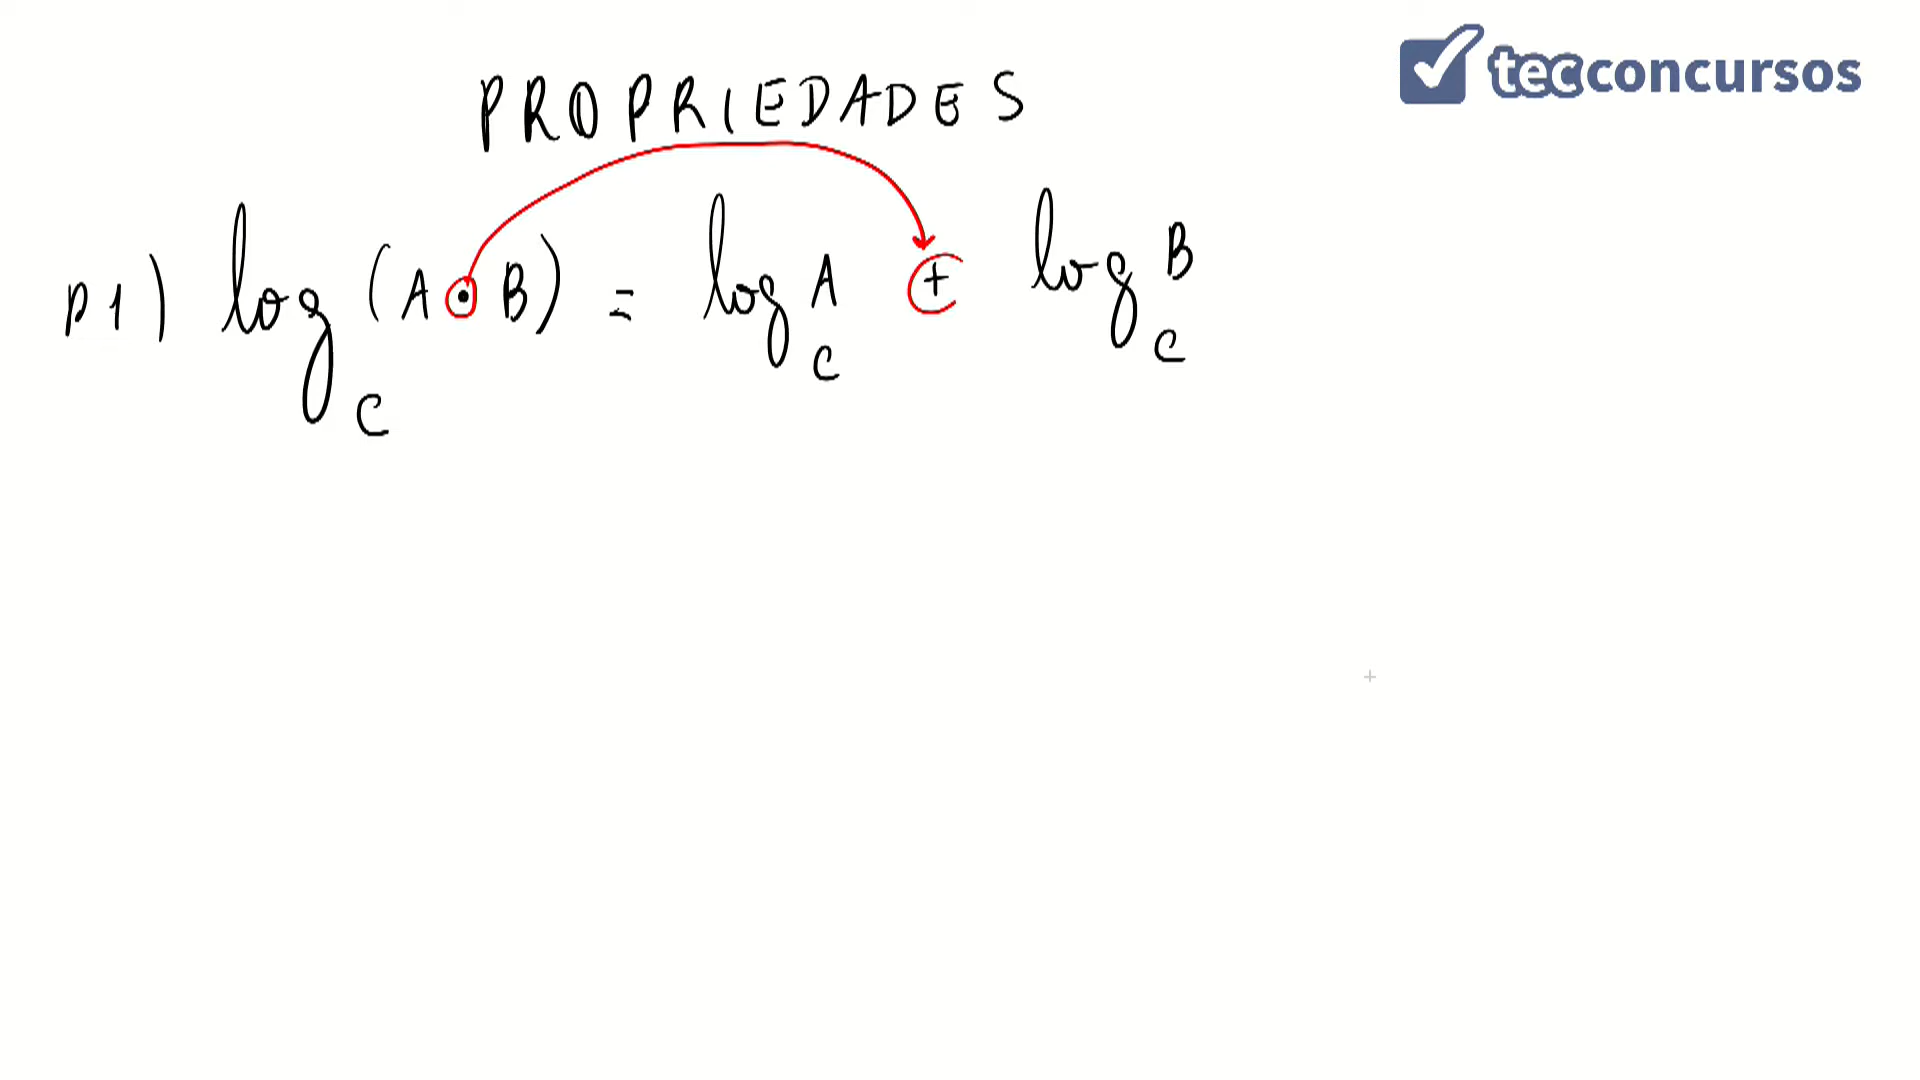 tecconcursos
PROPRIEDADES
P1) log_C (A • B) = log_C A + log_C B